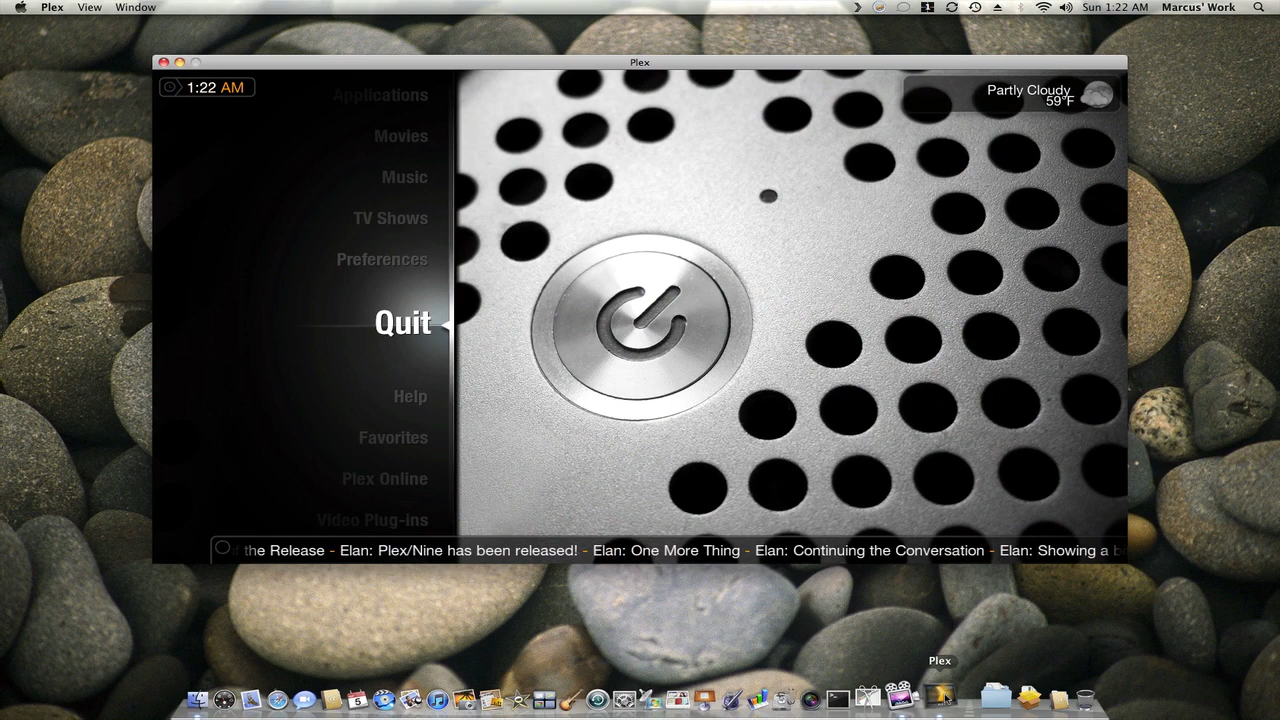 Plex View Window
1 Sun 1:22 AM Marcus' Work
Plex
1:22 AM
Partly Cloudy
59°F
Applications
Movies
Music
TV Shows
Preferences
Quit
Help
Favorites
Plex Online
Video Plug-ins
the Release - Elan: Plex/Nine has been released! - Elan: One More Thing - Elan: Continuing the Conversation - Elan: Showing a
Plex
5